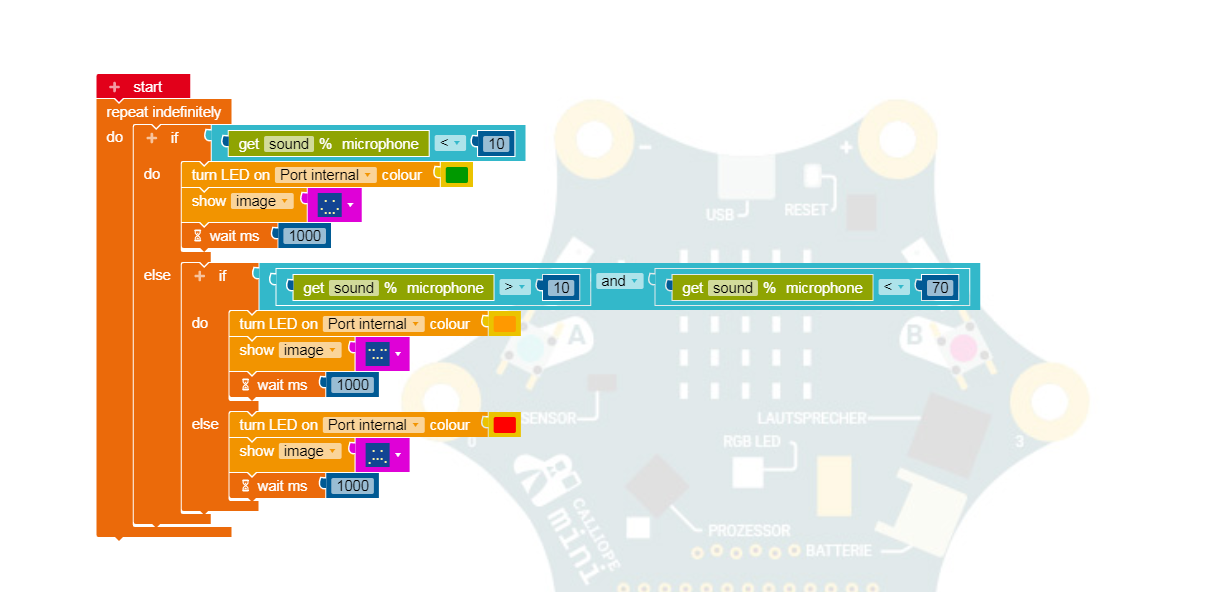 + start
repeat indefinitely
do + if get sound % microphone < 10
do turn LED on Port internal colour
show image
wait ms 1000
else + if get sound % microphone > 10 and get sound % microphone < 70
do turn LED on Port internal colour
show image
wait ms 1000
else turn LED on Port internal colour
show image
wait ms 1000
USB
RESET
A
B
SENSOR
LAUTSPRECHER
RGB LED
0
3
CALLIOPE
mini
PROZESSOR
BATTERIE
- +